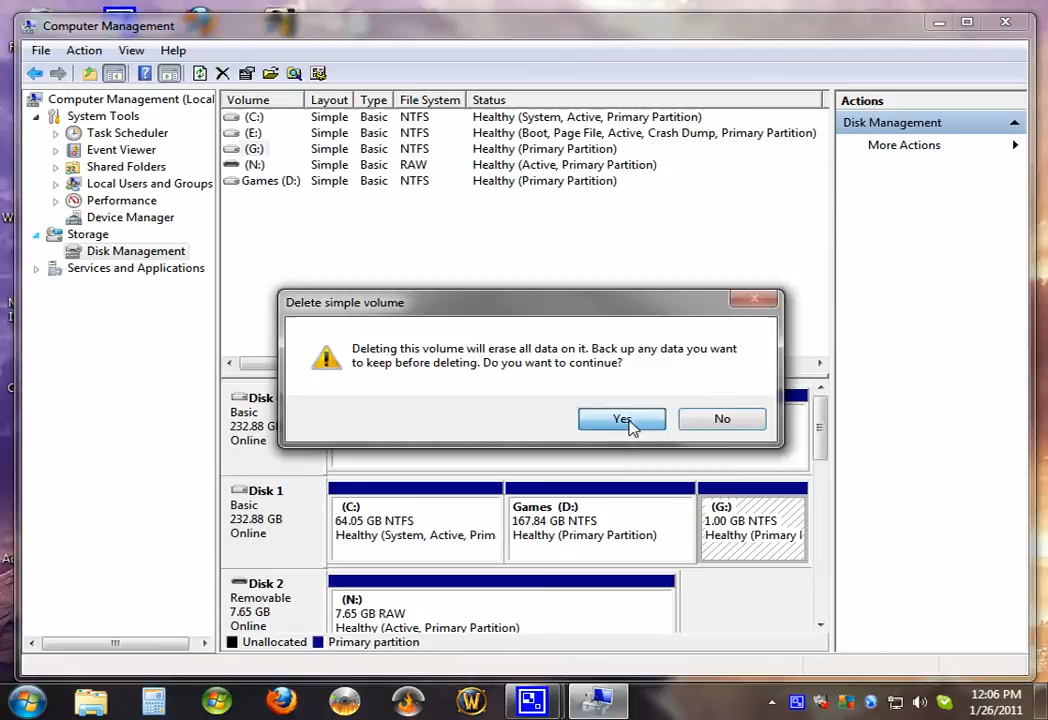 Computer Management
File Action View Help
Computer Management (Local
System Tools
Task Scheduler
Event Viewer
Shared Folders
Local Users and Groups
Performance
Device Manager
Storage
Disk Management
Services and Applications
Volume Layout Type File System Status
(C:) Simple Basic NTFS Healthy (System, Active, Primary Partition)
(E:) Simple Basic NTFS Healthy (Boot, Page File, Active, Crash Dump, Primary Partition)
(G:) Simple Basic NTFS Healthy (Primary Partition)
(N:) Simple Basic RAW Healthy (Active, Primary Partition)
Games (D:) Simple Basic NTFS Healthy (Primary Partition)
Actions
Disk Management
More Actions
Delete simple volume
Deleting this volume will erase all data on it. Back up any data you want
to keep before deleting. Do you want to continue?
Yes No
Disk
Basic
232.88 GB
Online
Disk 1
Basic
232.88 GB
Online
(C:)
64.05 GB NTFS
Healthy (System, Active, Prim
Games (D:)
167.84 GB NTFS
Healthy (Primary Partition)
(G:)
1.00 GB NTFS
Healthy (Primary
Disk 2
Removable
7.65 GB
Online
(N:)
7.65 GB RAW
Healthy (Active, Primary Partition)
Unallocated Primary partition
12:06 PM
1/26/2011